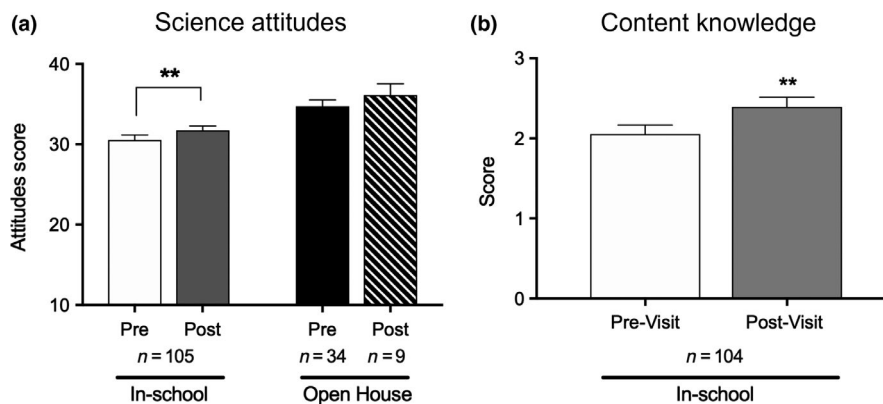 (a) Science attitudes
Attitudes score
40
30
20
10
**
Pre Post Pre Post
n = 105 n = 34 n = 9
In-school Open House
(b) Content knowledge
Score
3
2
1
0
**
Pre-Visit Post-Visit
n = 104
In-school